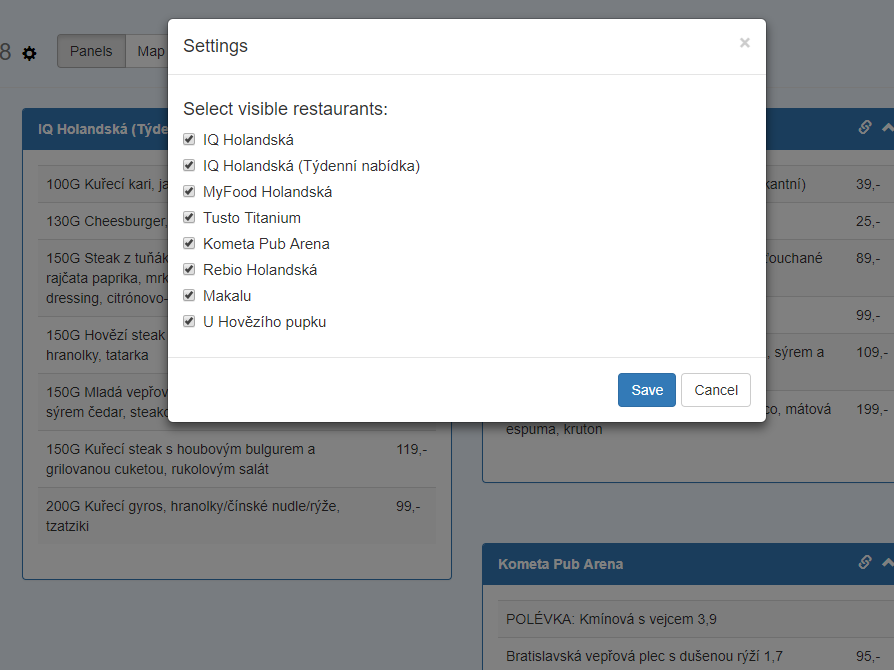 8
Panels
Map
Settings
×
Select visible restaurants:
IQ Holandská
IQ Holandská (Týdenní nabídka)
MyFood Holandská
Tusto Titanium
Kometa Pub Arena
Rebio Holandská
Makalu
U Hovězího pupku
Save
Cancel
IQ Holandská (Týde
100G Kuřecí kari, ja
130G Cheesburger,
150G Steak z tuňák
rajčata paprika, mrk
dressing, citrónovo-
150G Hovězí steak
hranolky, tatarka
150G Mladá vepřov
sýrem čedar, steako
150G Kuřecí steak s houbovým bulgurem a 119,-
grilovanou cuketou, rukolovým salát
200G Kuřecí gyros, hranolky/čínské nudle/rýže, 99,-
tzatziki
kantní) 39,-
25,-
ťouchané 89,-
99,-
, sýrem a 109,-
co, mátová 199,-
espuma, kruton
Kometa Pub Arena
POLÉVKA: Kmínová s vejcem 3,9
Bratislavská vepřová plec s dušenou rýží 1,7 95,-